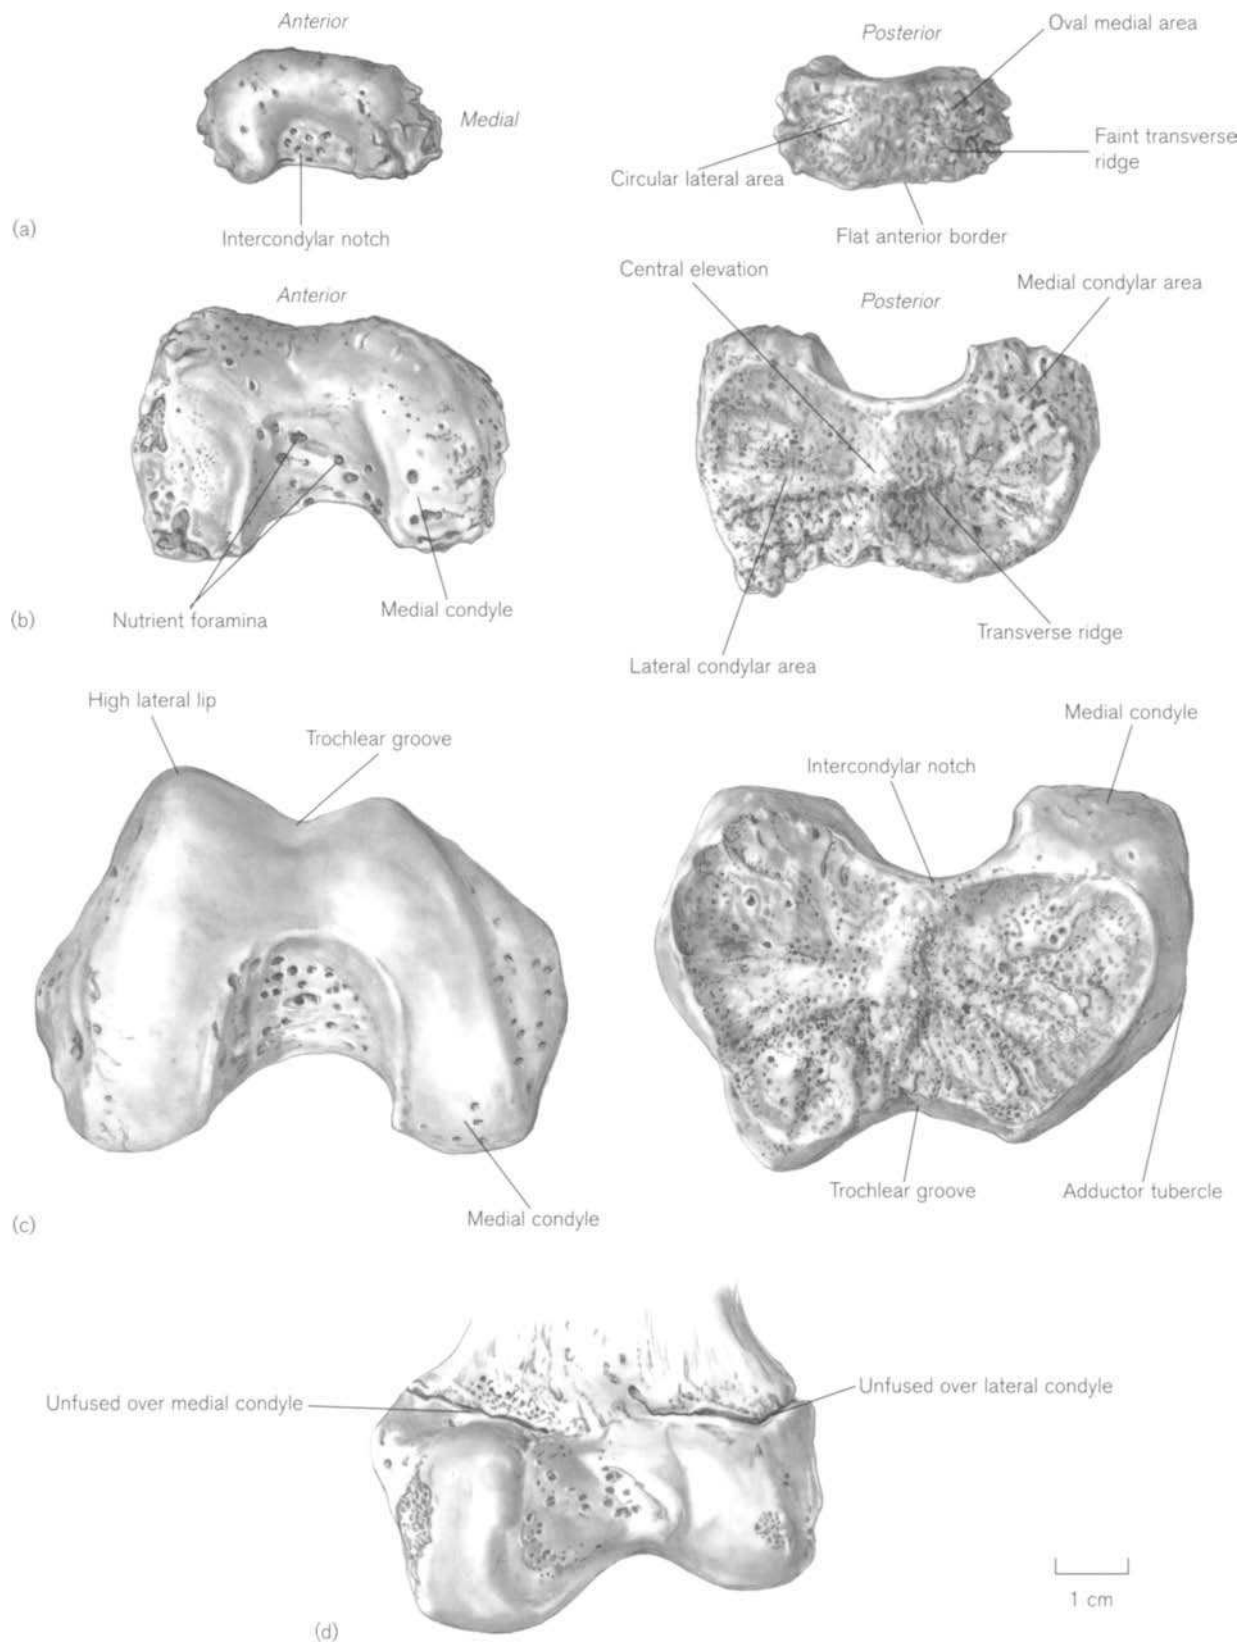 Anterior
Posterior
Oval medial area
Medial
Faint transverse
ridge
Circular lateral area
(a)
Intercondylar notch
Flat anterior border
Central elevation
Medial condylar area
Anterior
Posterior
(b)
Nutrient foramina
Medial condyle
Transverse ridge
Lateral condylar area
High lateral lip
Medial condyle
Trochlear groove
Intercondylar notch
Trochlear groove
Adductor tubercle
(c)
Medial condyle
Unfused over medial condyle
Unfused over lateral condyle
1 cm
(d)